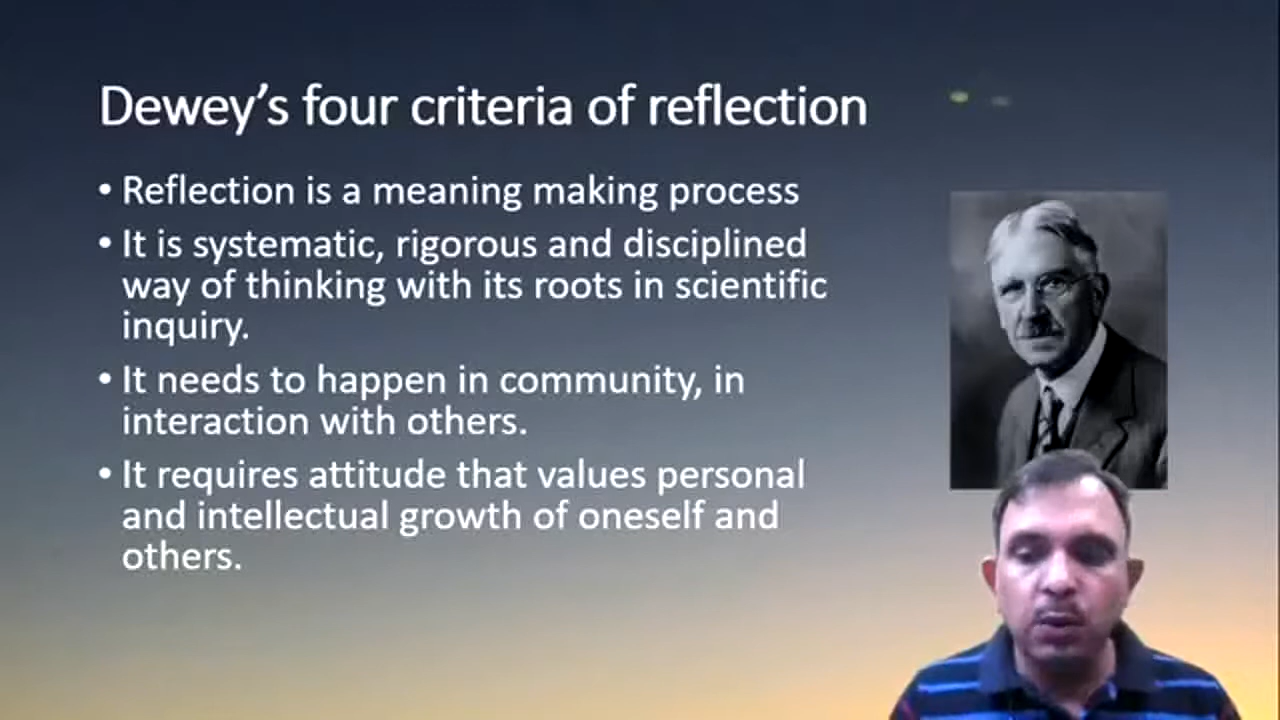 Dewey’s four criteria of reflection
• Reflection is a meaning making process
• It is systematic, rigorous and disciplined
way of thinking with its roots in scientific
inquiry.
• It needs to happen in community, in
interaction with others.
• It requires attitude that values personal
and intellectual growth of oneself and
others.